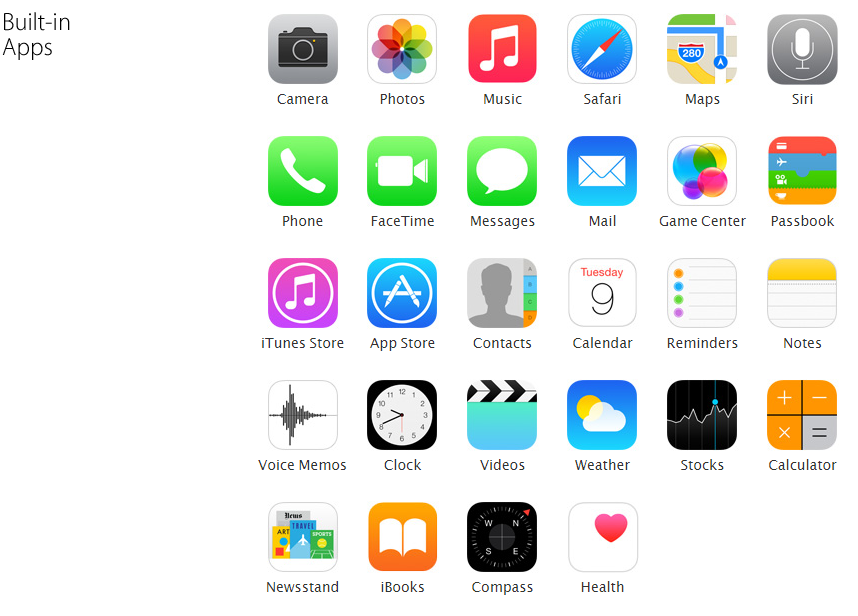 Built-in
Apps
280
Camera Photos Music Safari Maps Siri
Phone FaceTime Messages Mail Game Center Passbook
Tuesday
9
A
B
C
D
iTunes Store App Store Contacts Calendar Reminders Notes
12
11 1
10 2
9 3
8 4
7 5
6
Voice Memos Clock Videos Weather Stocks Calculator
News
ART TRAVEL SPORTS
W N
S E
Newsstand iBooks Compass Health